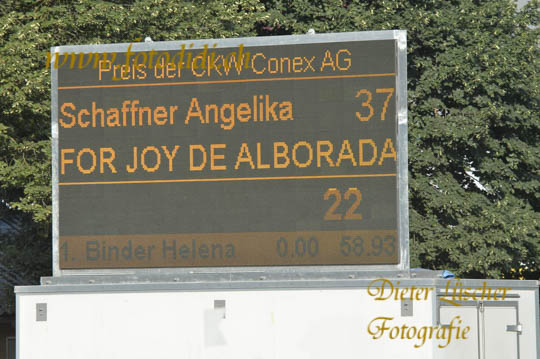 www.fotodidi.ch
Preis der CKW Conex AG
Schaffner Angelika 37
FOR JOY DE ALBORADA
22
1. Binder Helena 0.00 58.93
Dieter Lüscher
Fotografie